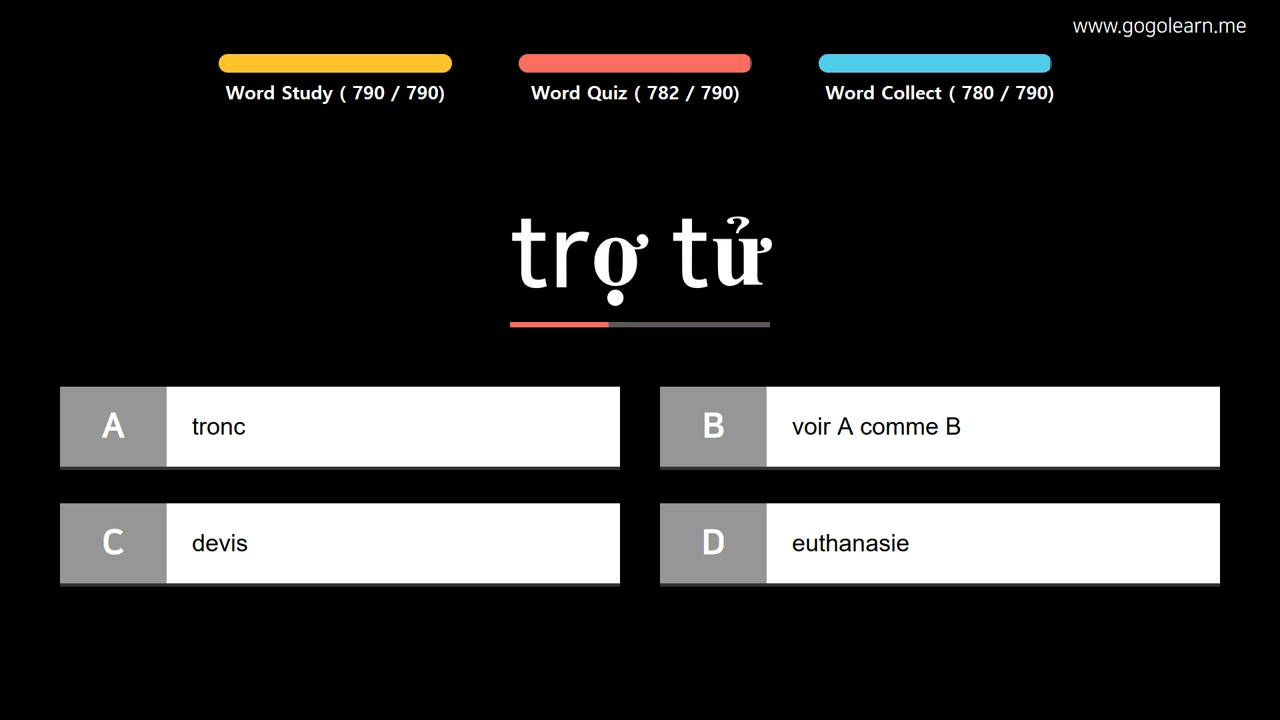 www.gogolearn.me
Word Study ( 790 / 790)
Word Quiz ( 782 / 790)
Word Collect ( 780 / 790)
trợ tử
A
tronc
B
voir A comme B
C
devis
D
euthanasie